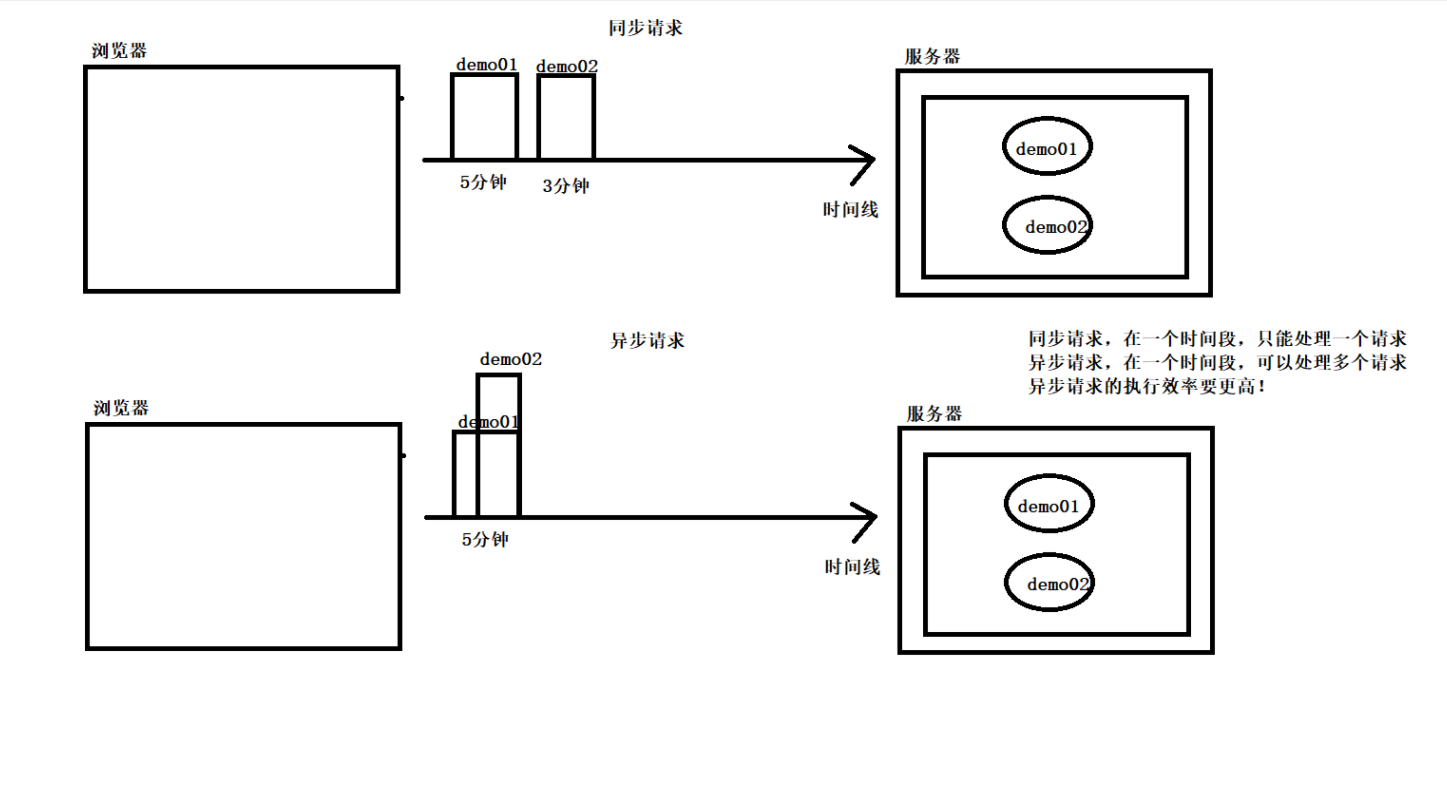 同步请求
浏览器
demo01
demo02
服务器
demo01
demo02
5分钟
3分钟
时间线
异步请求
同步请求，在一个时间段，只能处理一个请求
异步请求，在一个时间段，可以处理多个请求
异步请求的执行效率要更高！
浏览器
demo02
demo01
服务器
demo01
demo02
5分钟
时间线